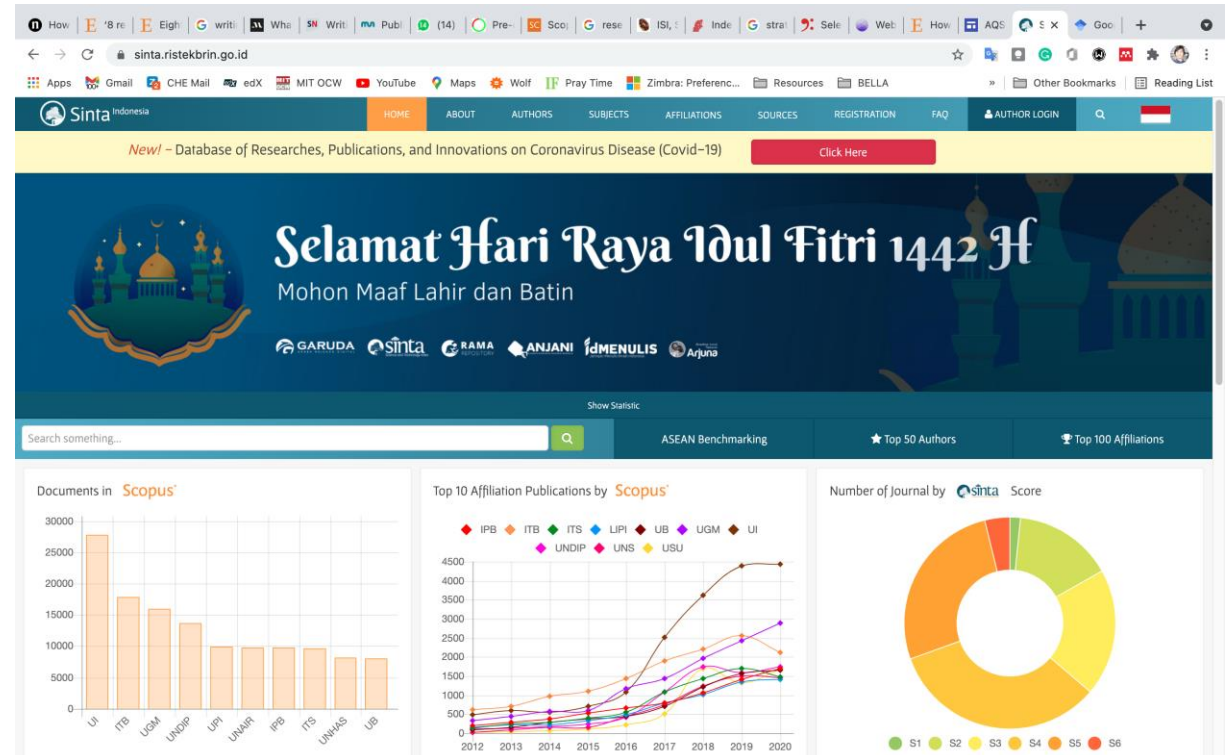 How
'8 re
Eigh
writi
Wha
Writi
Publ
(14)
Pre-
Sco
rese
ISI, S
Inde
strat
Sele
Web
How
AQS
S
Goo
sinta.ristekbrin.go.id
Apps
Gmail
CHE Mail
edX
MIT OCW
YouTube
Maps
Wolf
Pray Time
Zimbra: Preferenc...
Resources
BELLA
»
Other Bookmarks
Reading List
Sinta Indonesia
HOME
ABOUT
AUTHORS
SUBJECTS
AFFILIATIONS
SOURCES
REGISTRATION
FAQ
AUTHOR LOGIN
New! – Database of Researches, Publications, and Innovations on Coronavirus Disease (Covid-19)
Click Here
Selamat Hari Raya Idul Fitri 1442 H
Mohon Maaf Lahir dan Batin
GARUDA
sinta
RAMA REPOSITORY
ANJANI
idMENULIS
Arjuna
Show Statistic
Search something...
ASEAN Benchmarking
Top 50 Authors
Top 100 Affiliations
Documents in Scopus
30000
25000
20000
15000
10000
5000
0
UI
ITB
UGM
UNDIP
UPI
UNAIR
IPB
ITS
UNHAS
UB
Top 10 Affiliation Publications by Scopus
IPB ITB ITS LIPI UB UGM UI
UNDIP UNS USU
4500
4000
3500
3000
2500
2000
1500
1000
500
0
2012 2013 2014 2015 2016 2017 2018 2019 2020
Number of Journal by sinta Score
S1 S2 S3 S4 S5 S6